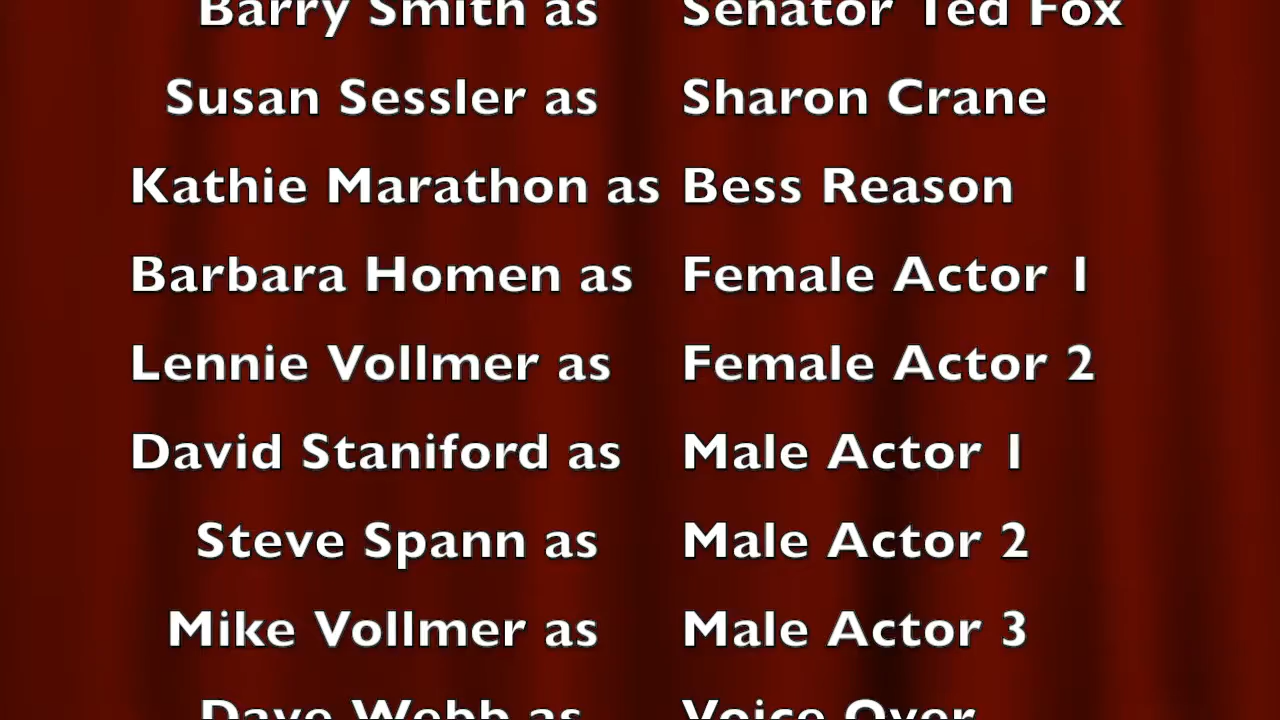 Barry Smith as Senator Ted Fox
Susan Sessler as Sharon Crane
Kathie Marathon as Bess Reason
Barbara Homen as Female Actor 1
Lennie Vollmer as Female Actor 2
David Staniford as Male Actor 1
Steve Spann as Male Actor 2
Mike Vollmer as Male Actor 3
Dave Webb as Voice Over